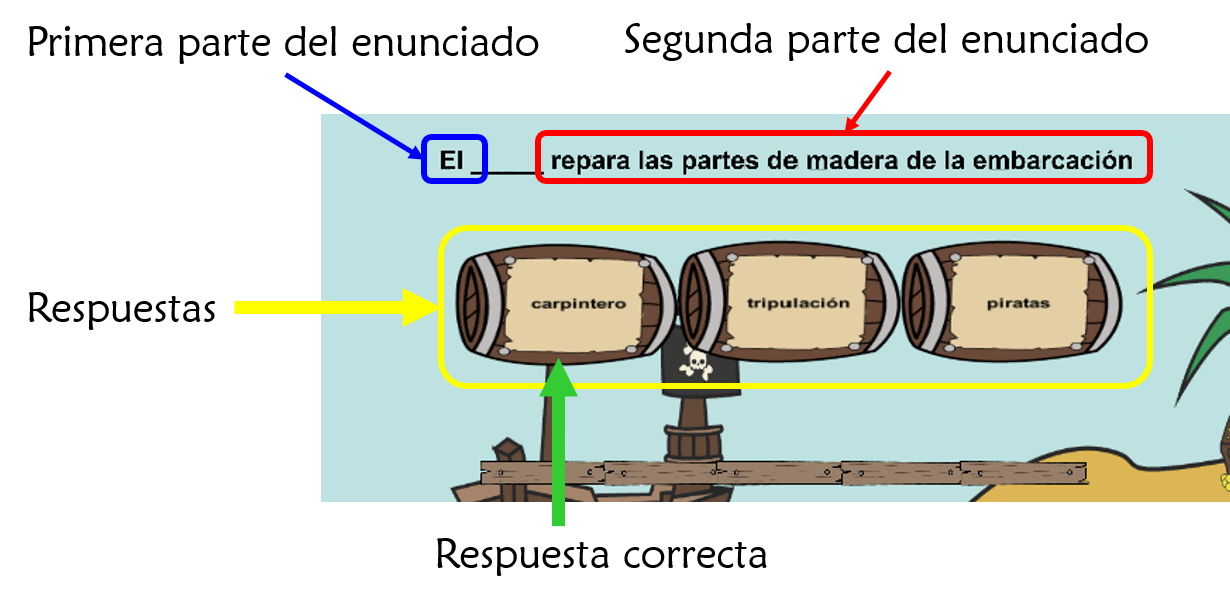 Primera parte del enunciado
Segunda parte del enunciado
El _____ repara las partes de madera de la embarcación
Respuestas
carpintero
tripulación
piratas
Respuesta correcta